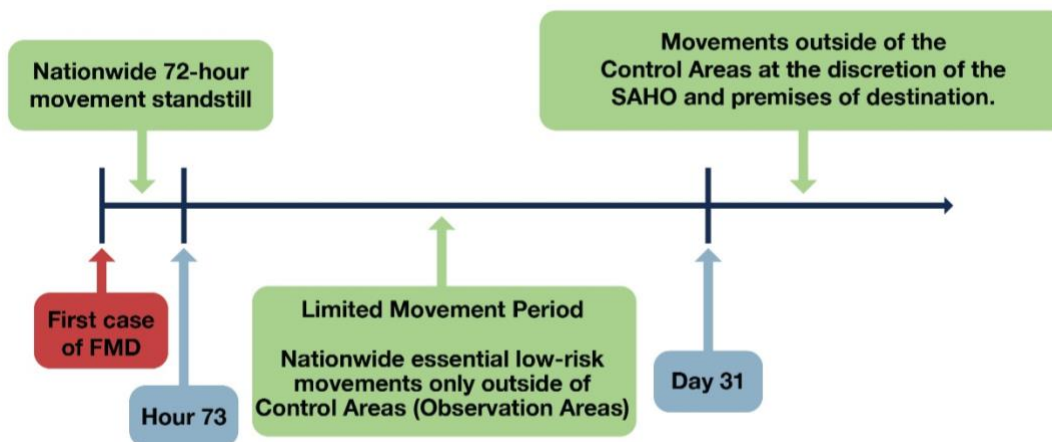 Nationwide 72-hour
movement standstill
Movements outside of the
Control Areas at the discretion of the
SAHO and premises of destination.
First case
of FMD
Hour 73
Limited Movement Period
Nationwide essential low-risk
movements only outside of
Control Areas (Observation Areas)
Day 31